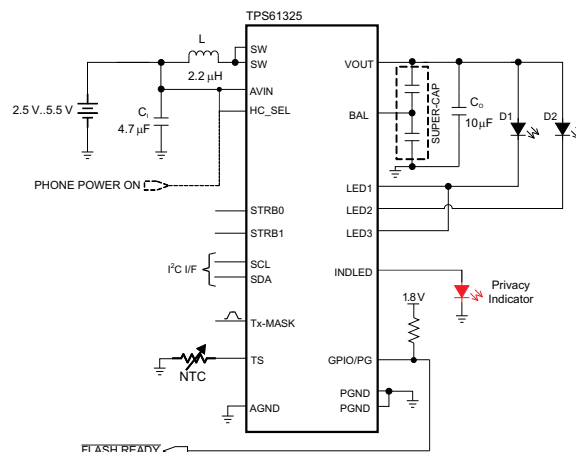 TPS61325
L
2.2 μH
SW
SW
AVIN
HC_SEL
2.5 V..5.5 V
CI
4.7 μF
PHONE POWER ON
STRB0
STRB1
I2C I/F
SCL
SDA
Tx-MASK
TS
NTC
AGND
FLASH READY
VOUT
BAL
SUPER-CAP
CO
10 μF
D1
D2
LED1
LED2
LED3
INDLED
Privacy
Indicator
1.8 V
GPIO/PG
PGND
PGND